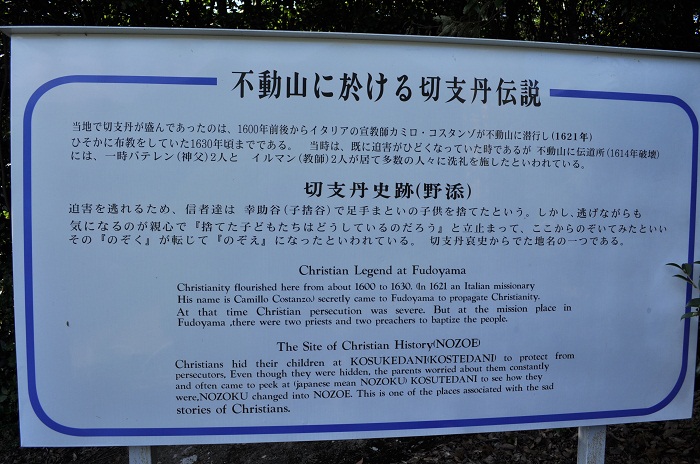 不動山に於ける切支丹伝説
当地で切支丹が盛んであったのは、1600年前後からイタリアの宣教師カミロ・コスタンゾが不動山に潜行し(1621年)
ひそかに布教をしていた1630年頃までである。 当時は、既に迫害がひどくなっていた時であるが 不動山に伝道所(1614年破壊)
には、一時バテレン(神父)2人と イルマン(教師)2人が居て多数の人々に洗礼を施したといわれている。
切支丹史跡(野添)
迫害を逃れるため、信者達は 幸助谷(子捨谷)で足手まといの子供を捨てたという。しかし、逃げながらも
気になるのが親心で『捨てた子どもたちはどうしているのだろう』と立止まって、ここからのぞいてみたといい
その『のぞく』が転じて『のぞえ』になったといわれている。 切支丹哀史からでた地名の一つである。
Christian Legend at Fudoyama
Christianity flourished here from about 1600 to 1630. (In 1621 an Italian missionary
His name is Camillo Costanzo,) secretly came to Fudoyama to propagate Christianity.
At that time Christian persecution was severe. But at the mission place in
Fudoyama ,there were two priests and two preachers to baptize the people.
The Site of Christian History(NOZOE)
Christians hid their children at KOSUKEDANI(KOSTEDANI) to protect from
persecutors, Even though they were hidden, the parents worried about them constantly
and often came to peek at (japanese mean NOZOKU) KOSUTEDANI to see how they
were,NOZOKU changed into NOZOE. This is one of the places associated with the sad
stories of Christians.